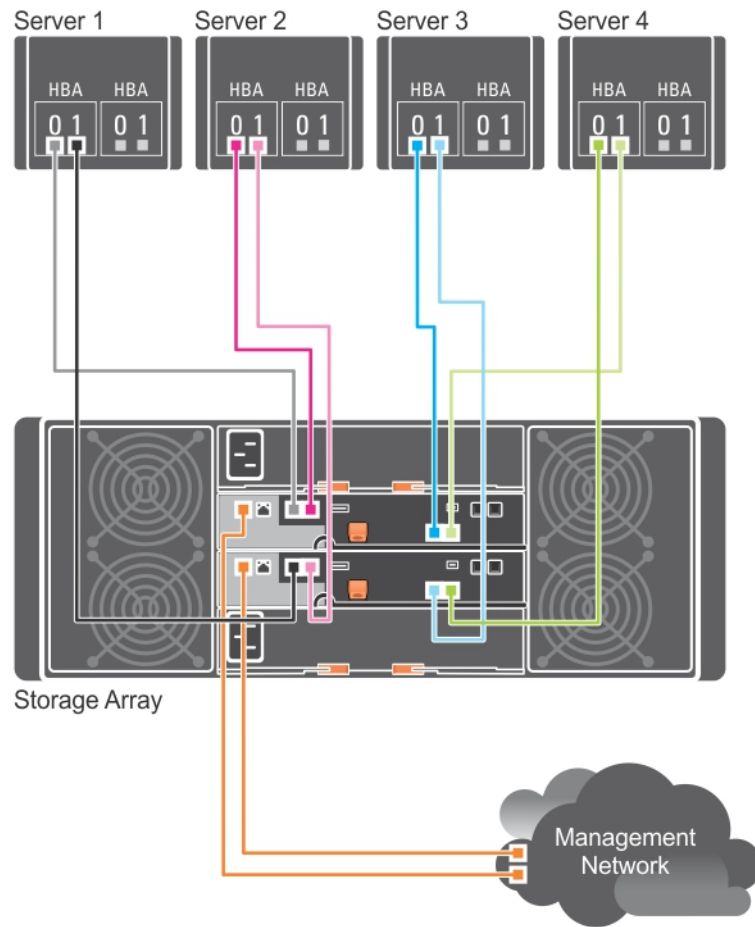 Server 1
Server 2
Server 3
Server 4
HBA HBA
HBA HBA
HBA HBA
HBA HBA
0 1 0 1
0 1 0 1
0 1 0 1
0 1 0 1
Storage Array
Management
Network